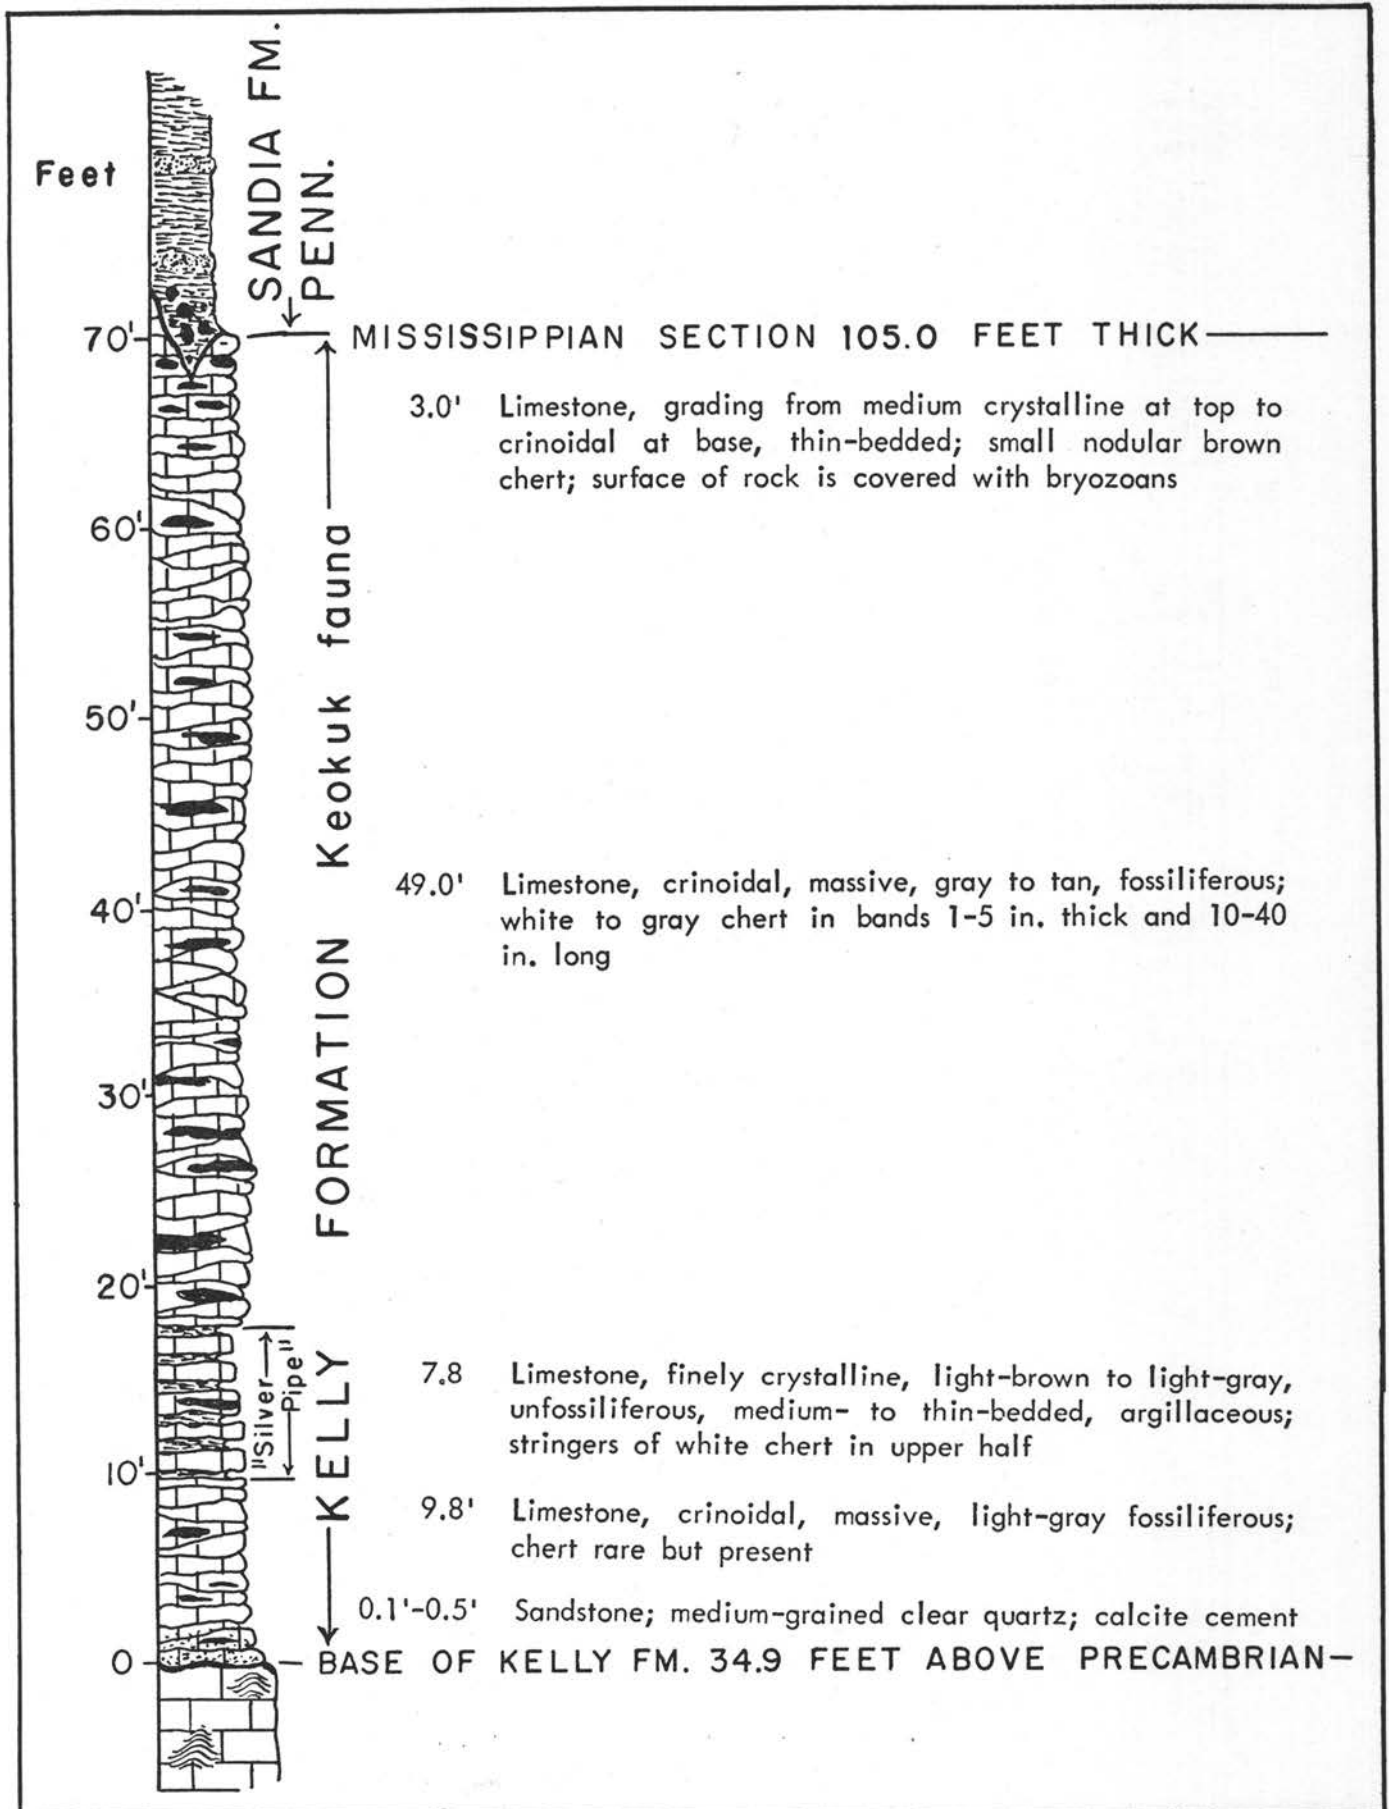 SANDIA FM.
PENN.
Feet
70'
MISSISSIPPIAN SECTION 105.0 FEET THICK
3.0' Limestone, grading from medium crystalline at top to
crinoidal at base, thin-bedded; small nodular brown
chert; surface of rock is covered with bryozoans
60'
50'
49.0' Limestone, crinoidal, massive, gray to tan, fossiliferous;
white to gray chert in bands 1-5 in. thick and 10-40
in. long
40'
30'
20'
10'
KELLY FORMATION Keokuk fauna
"Silver
Pipe"
7.8 Limestone, finely crystalline, light-brown to light-gray,
unfossiliferous, medium- to thin-bedded, argillaceous;
stringers of white chert in upper half
9.8' Limestone, crinoidal, massive, light-gray fossiliferous;
chert rare but present
0.1'-0.5' Sandstone; medium-grained clear quartz; calcite cement
0
BASE OF KELLY FM. 34.9 FEET ABOVE PRECAMBRIAN